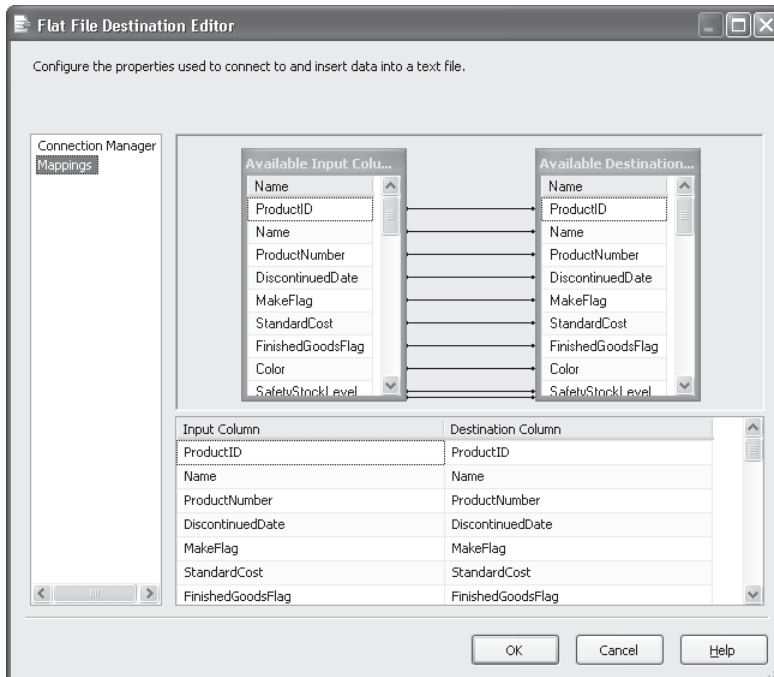 Flat File Destination Editor
Configure the properties used to connect to and insert data into a text file.
Connection Manager
Mappings
Available Input Colu...
Name
ProductID
Name
ProductNumber
DiscontinuedDate
MakeFlag
StandardCost
FinishedGoodsFlag
Color
SafetyStockLevel
Available Destination...
Name
ProductID
Name
ProductNumber
DiscontinuedDate
MakeFlag
StandardCost
FinishedGoodsFlag
Color
SafetyStockLevel
Input Column Destination Column
ProductID ProductID
Name Name
ProductNumber ProductNumber
DiscontinuedDate DiscontinuedDate
MakeFlag MakeFlag
StandardCost StandardCost
FinishedGoodsFlag FinishedGoodsFlag
OK Cancel Help